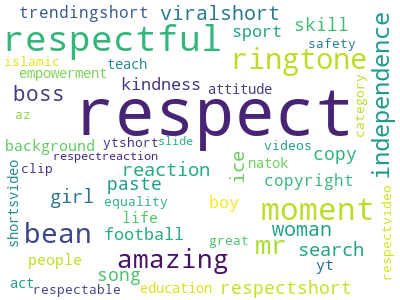 trendingshort viralshort
respectful sport skill
islamic ringtone safety
empowerment teach
boss kindness attitude
az respect
independence
category
background ytshort slide videos
respectreaction natok
clip reaction ice copy
shortsvideo paste copyright
girl equality boy moment
bean life woman
football mr search
people amazing great yt
act song respectshort
respectable education
respectvideo